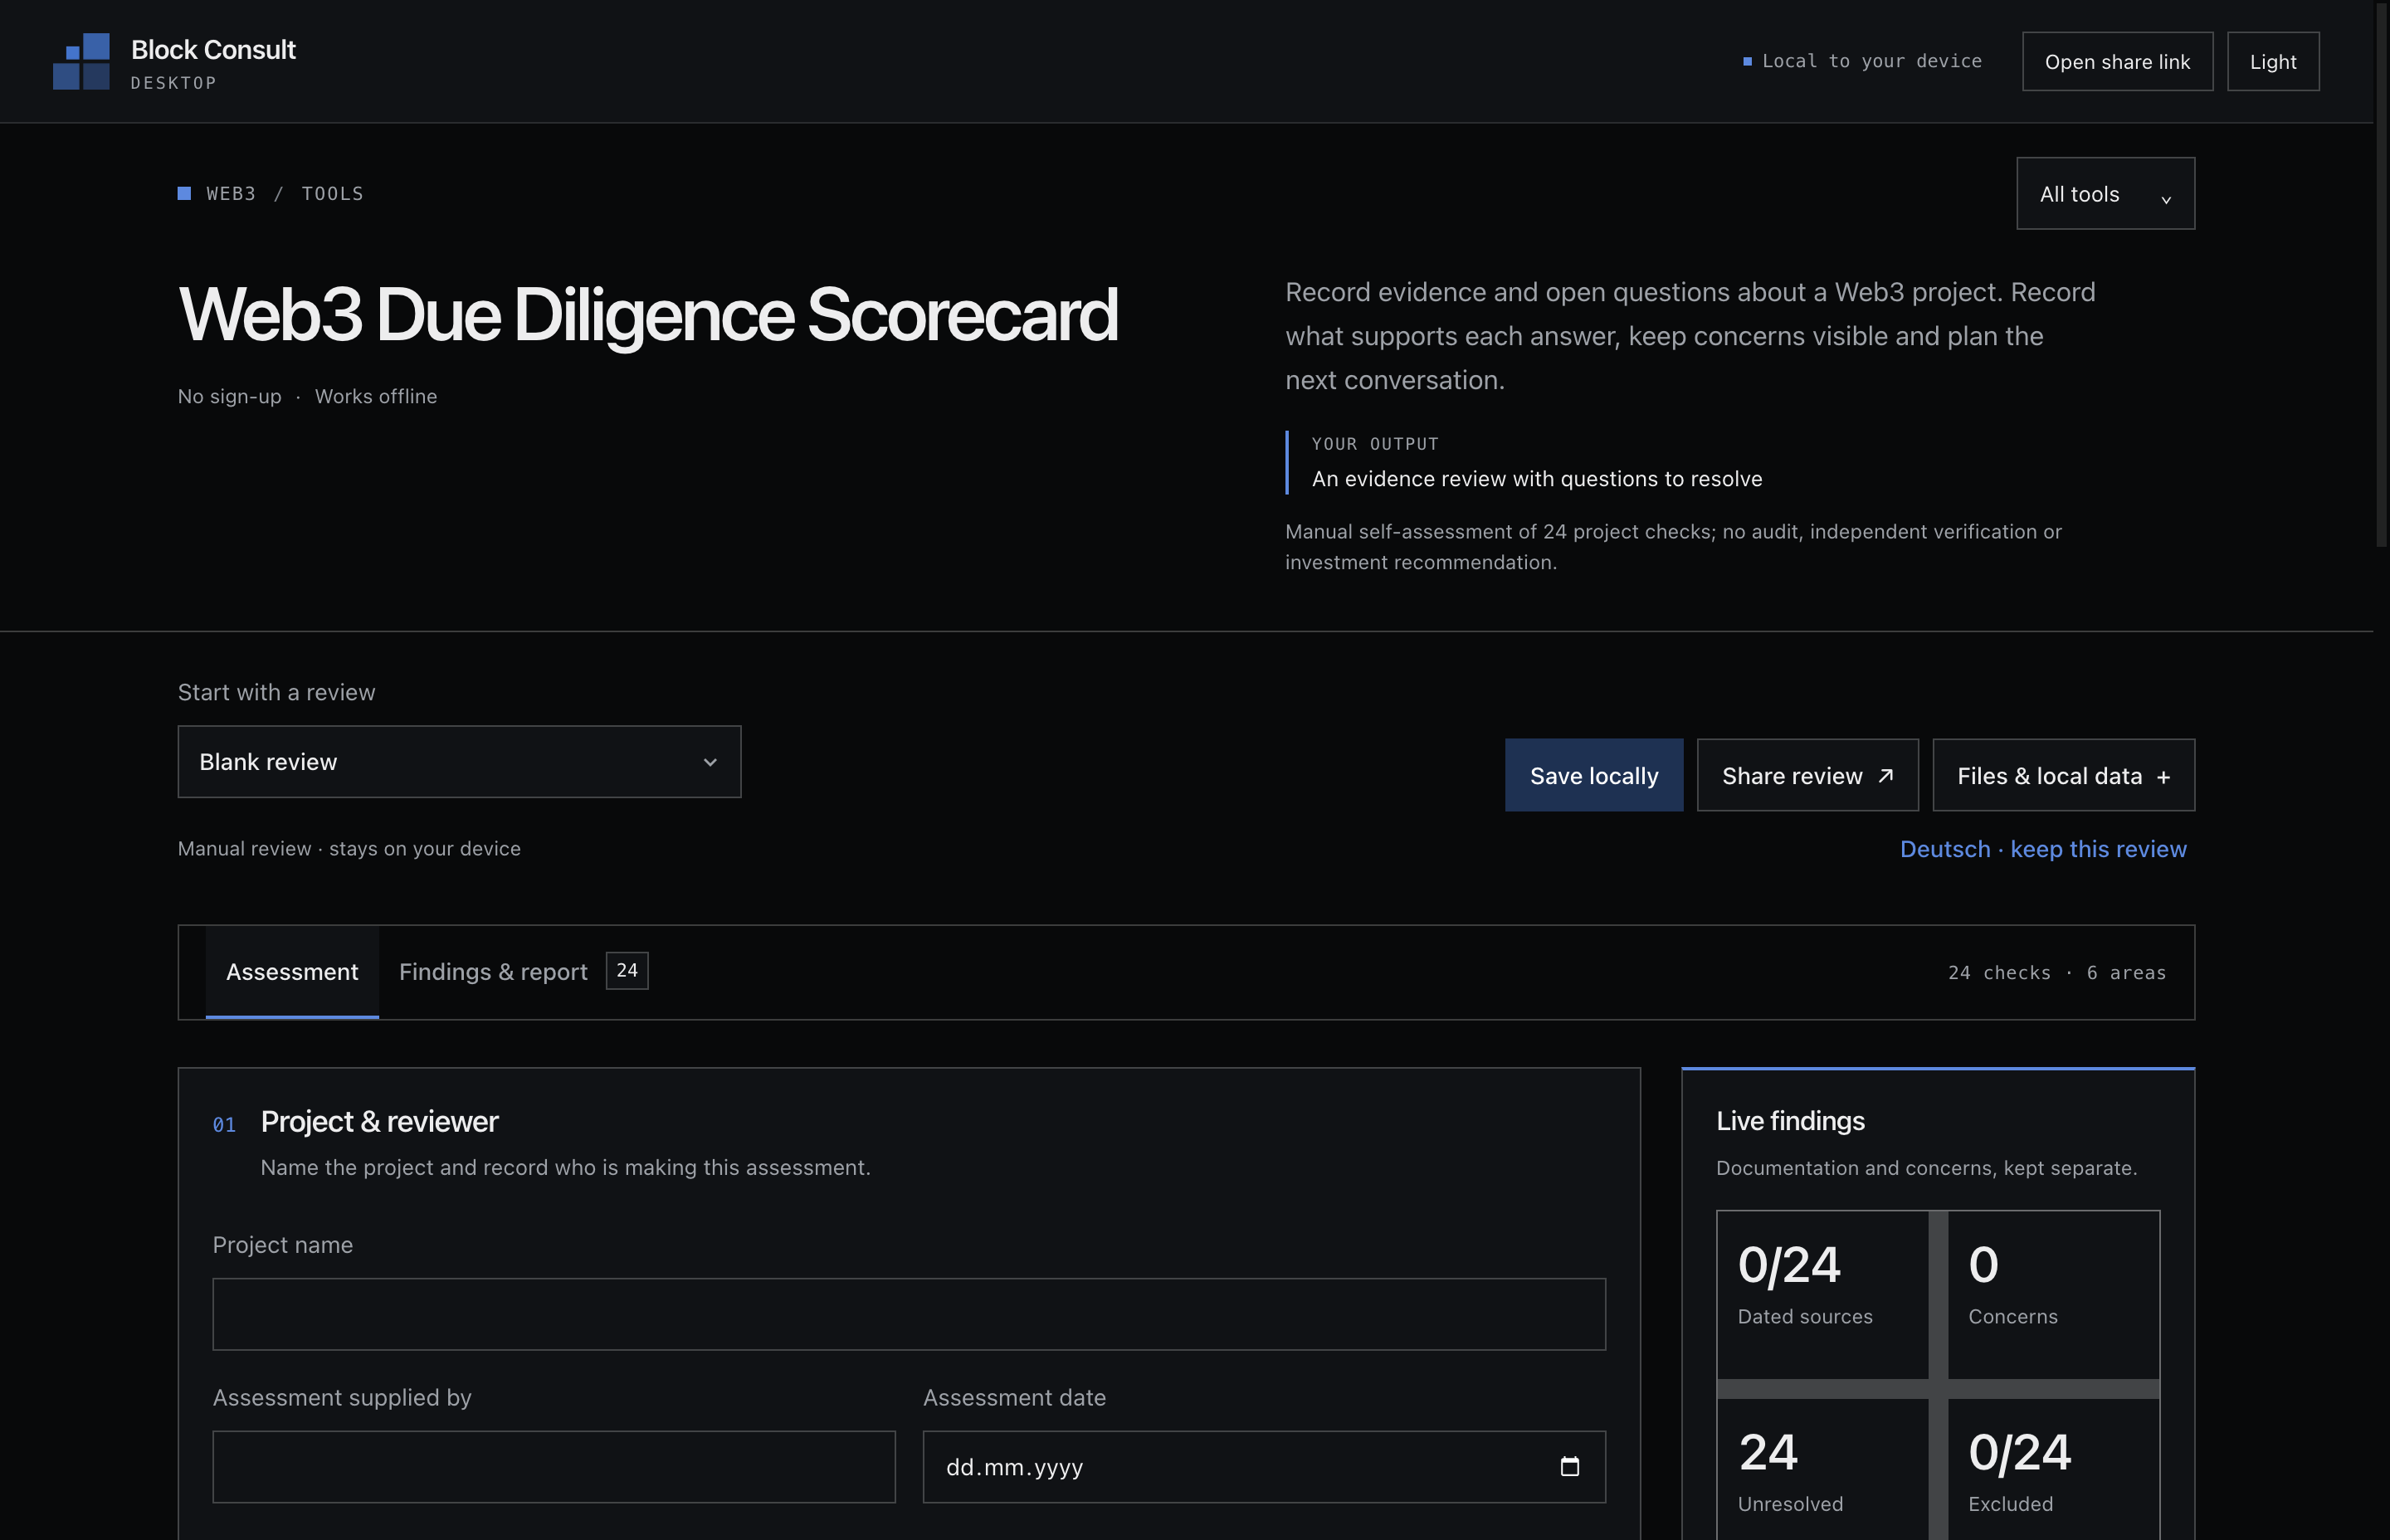 Block Consult
DESKTOP
Local to your device
Open share link
Light
WEB3 / TOOLS
All tools
Web3 Due Diligence Scorecard
No sign-up · Works offline
Record evidence and open questions about a Web3 project. Record
what supports each answer, keep concerns visible and plan the
next conversation.
YOUR OUTPUT
An evidence review with questions to resolve
Manual self-assessment of 24 project checks; no audit, independent verification or
investment recommendation.
Start with a review
Blank review
Save locally
Share review ↗
Files & local data +
Manual review · stays on your device
Deutsch · keep this review
Assessment
Findings & report 24
24 checks · 6 areas
01 Project & reviewer
Name the project and record who is making this assessment.
Project name
Assessment supplied by
Assessment date
dd.mm.yyyy
Live findings
Documentation and concerns, kept separate.
0/24
Dated sources
0
Concerns
24
Unresolved
0/24
Excluded